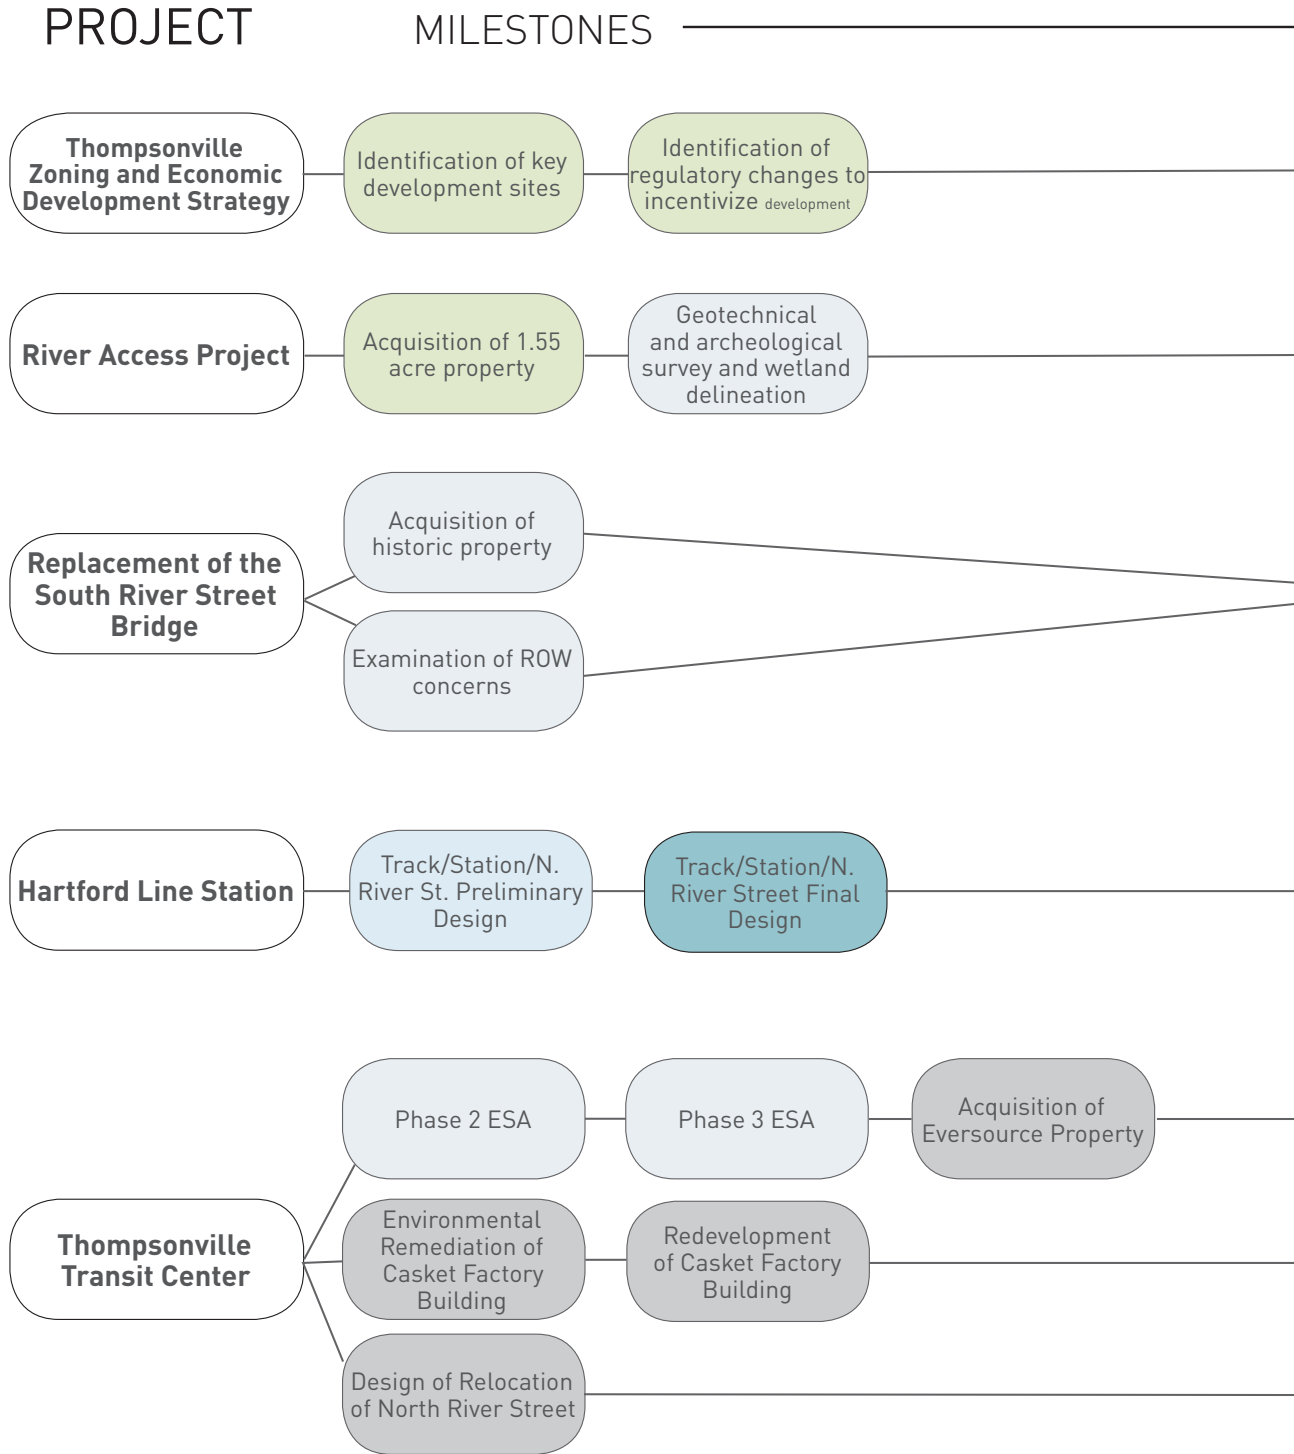 PROJECT
MILESTONES
Thompsonville
Zoning and Economic
Development Strategy
Identification of key
development sites
Identification of
regulatory changes to
incentivize development
River Access Project
Acquisition of 1.55
acre property
Geotechnical
and archeological
survey and wetland
delineation
Replacement of the
South River Street
Bridge
Acquisition of
historic property
Examination of ROW
concerns
Hartford Line Station
Track/Station/N.
River St. Preliminary
Design
Track/Station/N.
River Street Final
Design
Thompsonville
Transit Center
Phase 2 ESA
Phase 3 ESA
Acquisition of
Eversource Property
Environmental
Remediation of
Casket Factory
Building
Redevelopment
of Casket Factory
Building
Design of Relocation
of North River Street